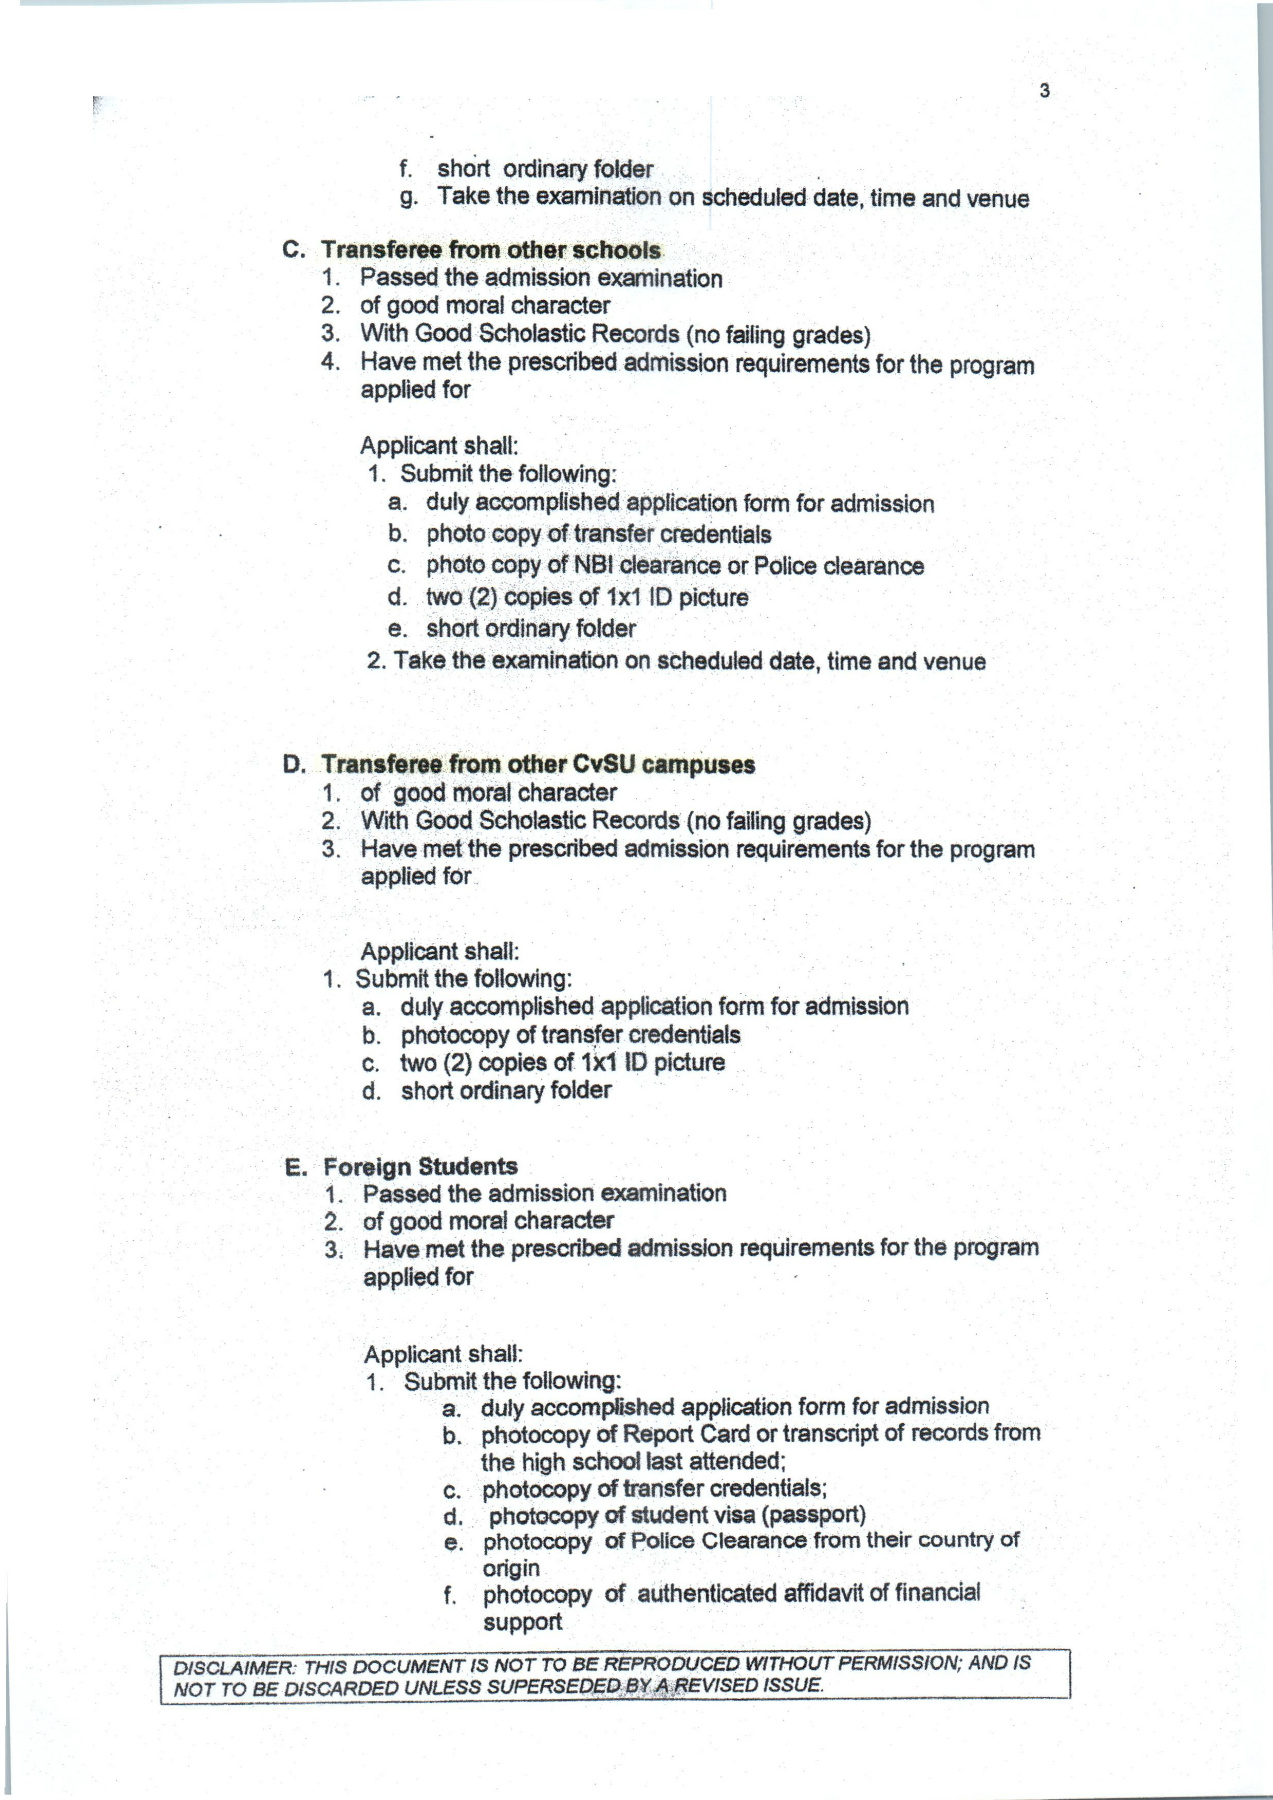 3
f. short ordinary folder
g. Take the examination on scheduled date, time and venue
C. Transferee from other schools
1. Passed the admission examination
2. of good moral character
3. With Good Scholastic Records (no failing grades)
4. Have met the prescribed admission requirements for the program
applied for
Applicant shall:
1. Submit the following:
a. duly accomplished application form for admission
b. photo copy of transfer credentials
c. photo copy of NBI clearance or Police clearance
d. two (2) copies of 1x1 ID picture
e. short ordinary folder
2. Take the examination on scheduled date, time and venue
D. Transferee from other CvSU campuses
1. of good moral character
2. With Good Scholastic Records (no failing grades)
3. Have met the prescribed admission requirements for the program
applied for
Applicant shall:
1. Submit the following:
a. duly accomplished application form for admission
b. photocopy of transfer credentials
c. two (2) copies of 1x1 ID picture
d. short ordinary folder
E. Foreign Students
1. Passed the admission examination
2. of good moral character
3. Have met the prescribed admission requirements for the program
applied for
Applicant shall:
1. Submit the following:
a. duly accomplished application form for admission
b. photocopy of Report Card or transcript of records from
the high school last attended;
c. photocopy of transfer credentials;
d. photocopy of student visa (passport)
e. photocopy of Police Clearance from their country of
origin
f. photocopy of authenticated affidavit of financial
support
DISCLAIMER: THIS DOCUMENT IS NOT TO BE REPRODUCED WITHOUT PERMISSION; AND IS
NOT TO BE DISCARDED UNLESS SUPERSEDED BY A REVISED ISSUE.